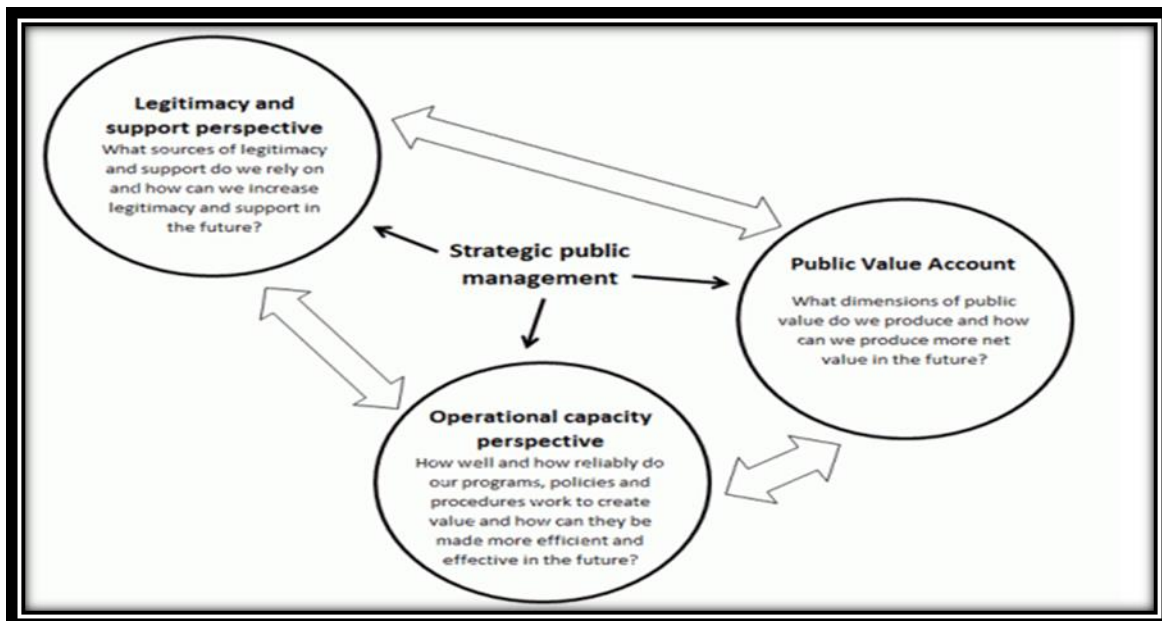 Legitimacy and
support perspective
What sources of legitimacy
and support do we rely on
and how can we increase
legitimacy and support in
the future?
Strategic public
management
Public Value Account
What dimensions of public
value do we produce and how
can we produce more net
value in the future?
Operational capacity
perspective
How well and how reliably do
our programs, policies and
procedures work to create
value and how can they be
made more efficient and
effective in the future?